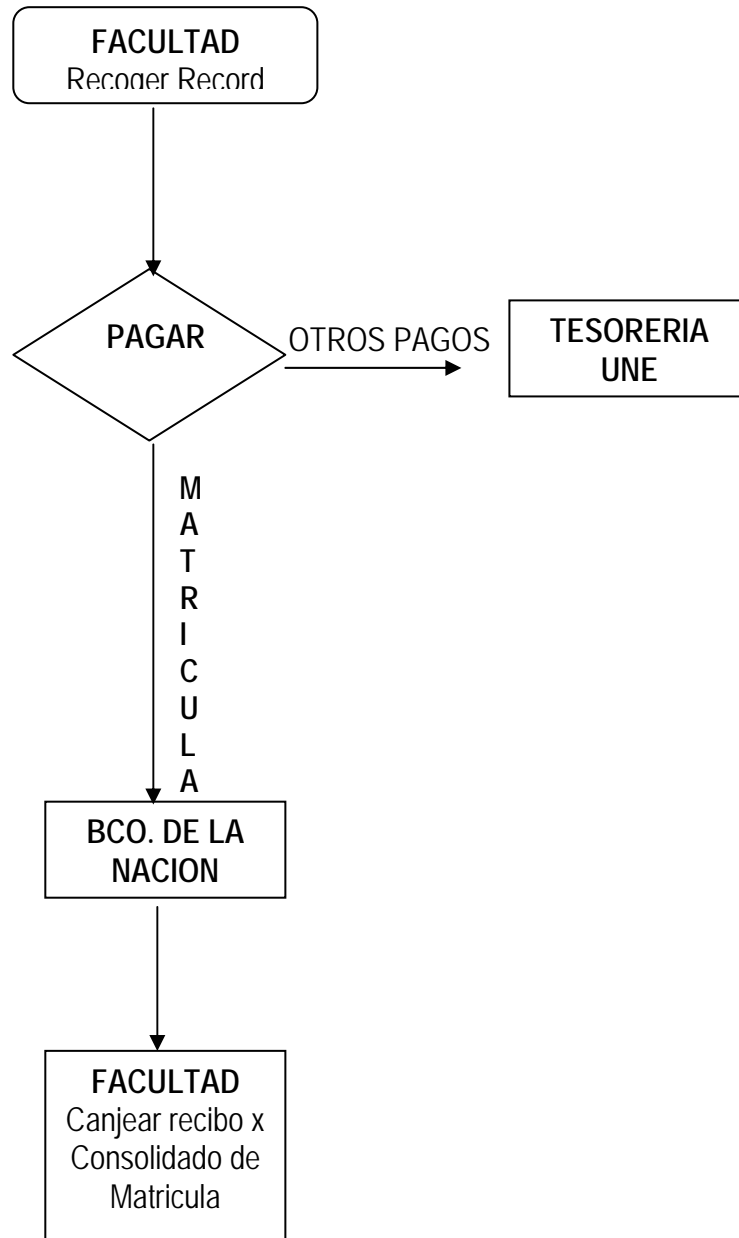 FACULTAD
Recoger Record
PAGAR
OTROS PAGOS
TESORERIA
UNE
M
A
T
R
I
C
U
L
A
BCO. DE LA
NACION
FACULTAD
Canjear recibo x
Consolidado de
Matricula